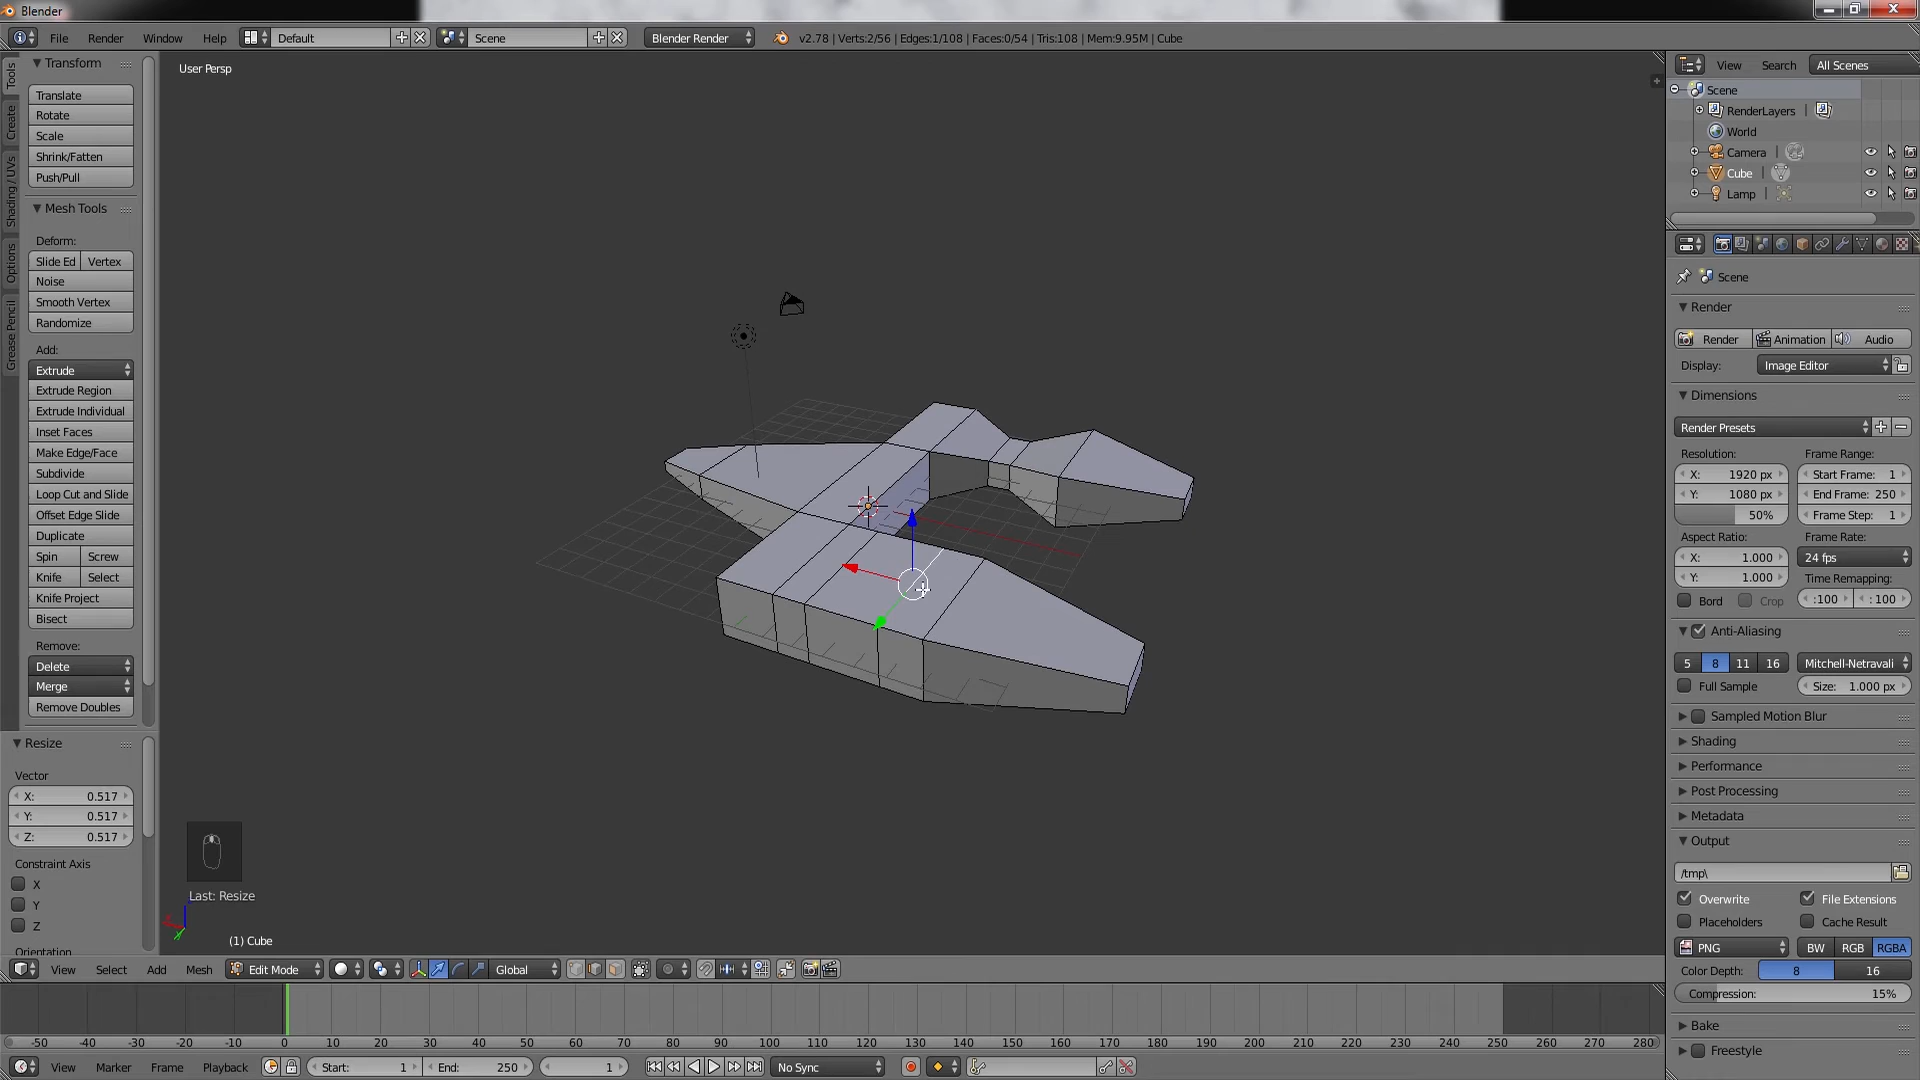 Blender
File Render Window Help Default Scene Blender Render v2.78 | Verts:2/56 | Edges:1/108 | Faces:0/54 | Tris:108 | Mem:9.95M | Cube
Tools
Create
Shading / UVs
Options
Grease Pencil
Transform
Translate
Rotate
Scale
Shrink/Fatten
Push/Pull
Mesh Tools
Deform:
Slide Ed Vertex
Noise
Smooth Vertex
Randomize
Add:
Extrude
Extrude Region
Extrude Individual
Inset Faces
Make Edge/Face
Subdivide
Loop Cut and Slide
Offset Edge Slide
Duplicate
Spin Screw
Knife Select
Knife Project
Bisect
Remove:
Delete
Merge
Remove Doubles
Resize
Vector
X: 0.517
Y: 0.517
Z: 0.517
Constraint Axis
X
Y
Z
Orientation
User Persp
Last: Resize
(1) Cube
View Select Add Mesh Edit Mode Global
-50 -40 -30 -20 -10 0 10 20 30 40 50 60 70 80 90 100 110 120 130 140 150 160 170 180 190 200 210 220 230 240 250 260 270 280
View Marker Frame Playback Start: 1 End: 250 1 No Sync
View Search All Scenes
Scene
RenderLayers
World
Camera
Cube
Lamp
Scene
Render
Render Animation Audio
Display: Image Editor
Dimensions
Render Presets
Resolution: Frame Range:
X: 1920 px Start Frame: 1
Y: 1080 px End Frame: 250
50% Frame Step: 1
Aspect Ratio: Frame Rate:
X: 1.000 24 fps
Y: 1.000 Time Remapping:
Bord Crop :100 : 100
Anti-Aliasing
5 8 11 16 Mitchell-Netravali
Full Sample Size: 1.000 px
Sampled Motion Blur
Shading
Performance
Post Processing
Metadata
Output
/tmp\
Overwrite File Extensions
Placeholders Cache Result
PNG BW RGB RGBA
Color Depth: 8 16
Compression: 15%
Bake
Freestyle